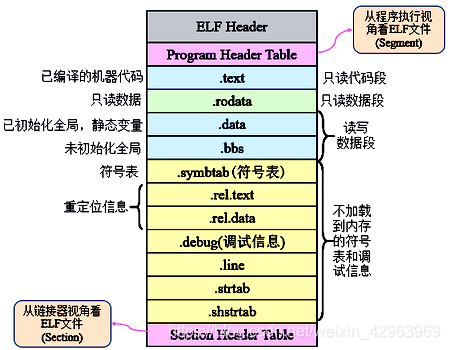 ELF Header
从程序执行视
角看ELF文件
(Segment)
Program Header Table
已编译的机器代码 .text 只读代码段
只读数据 .rodata 只读数据段
已初始化全局，静态变量 .data
读写
数据段
未初始化全局 .bbs
符号表 .symbtab (符号表)
重定位信息
.rel.text
.rel.data
.debug(调试信息)
.line
.strtab
.shstrtab
不加载
到内存
的符号
表和调
试信息
从链接器视角看
ELF文件
(Section)
Section Header Table